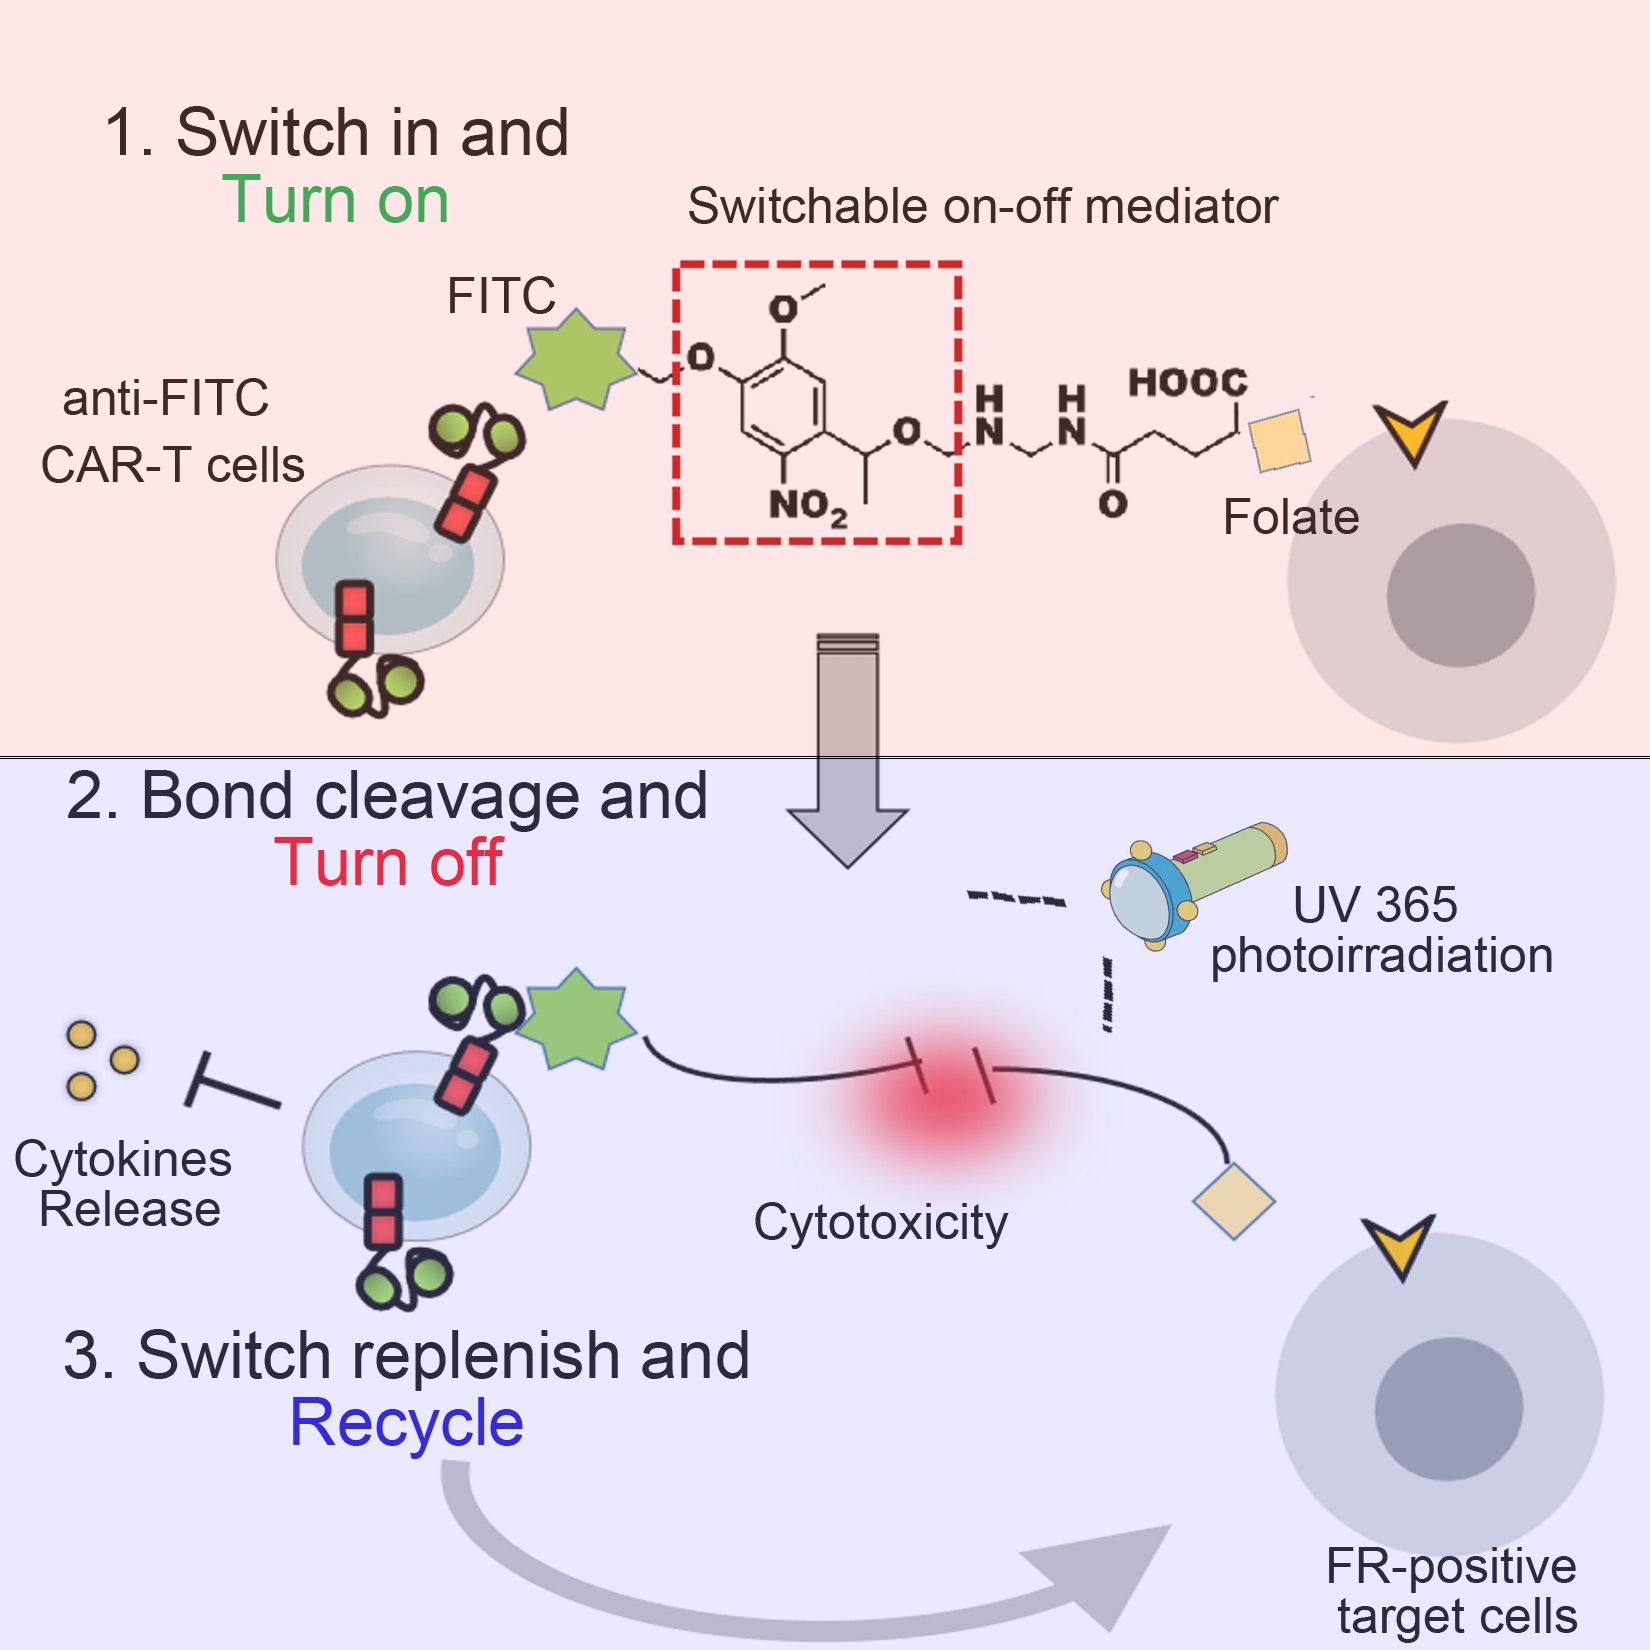 1. Switch in and
Turn on
Switchable on-off mediator
FITC
anti-FITC
CAR-T cells
O
O
HOOC
H
N
H
N
O
NO2
O
Folate
2. Bond cleavage and
Turn off
UV 365
photoirradiation
Cytokines
Release
Cytotoxicity
3. Switch replenish and
Recycle
FR-positive
target cells